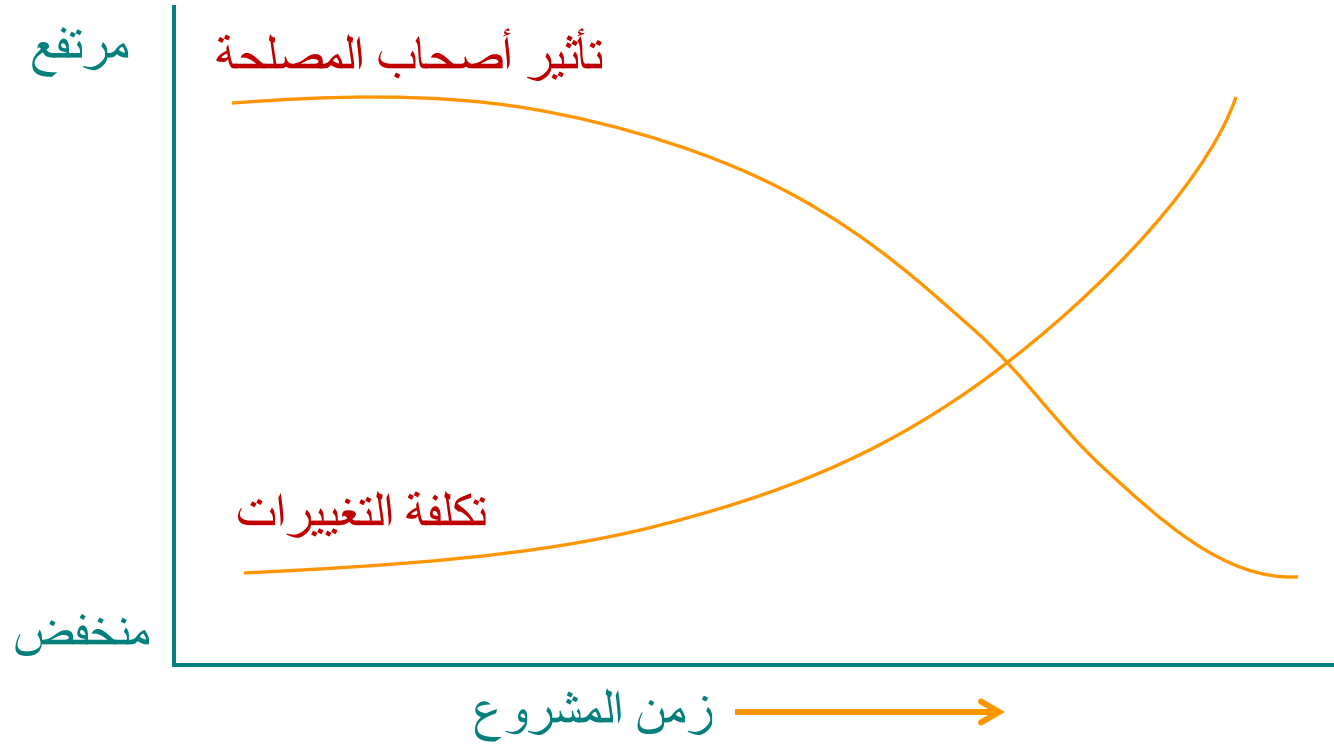 مرتفع
تأثير أصحاب المصلحة
تكلفة التغييرات
منخفض
زمن المشروع